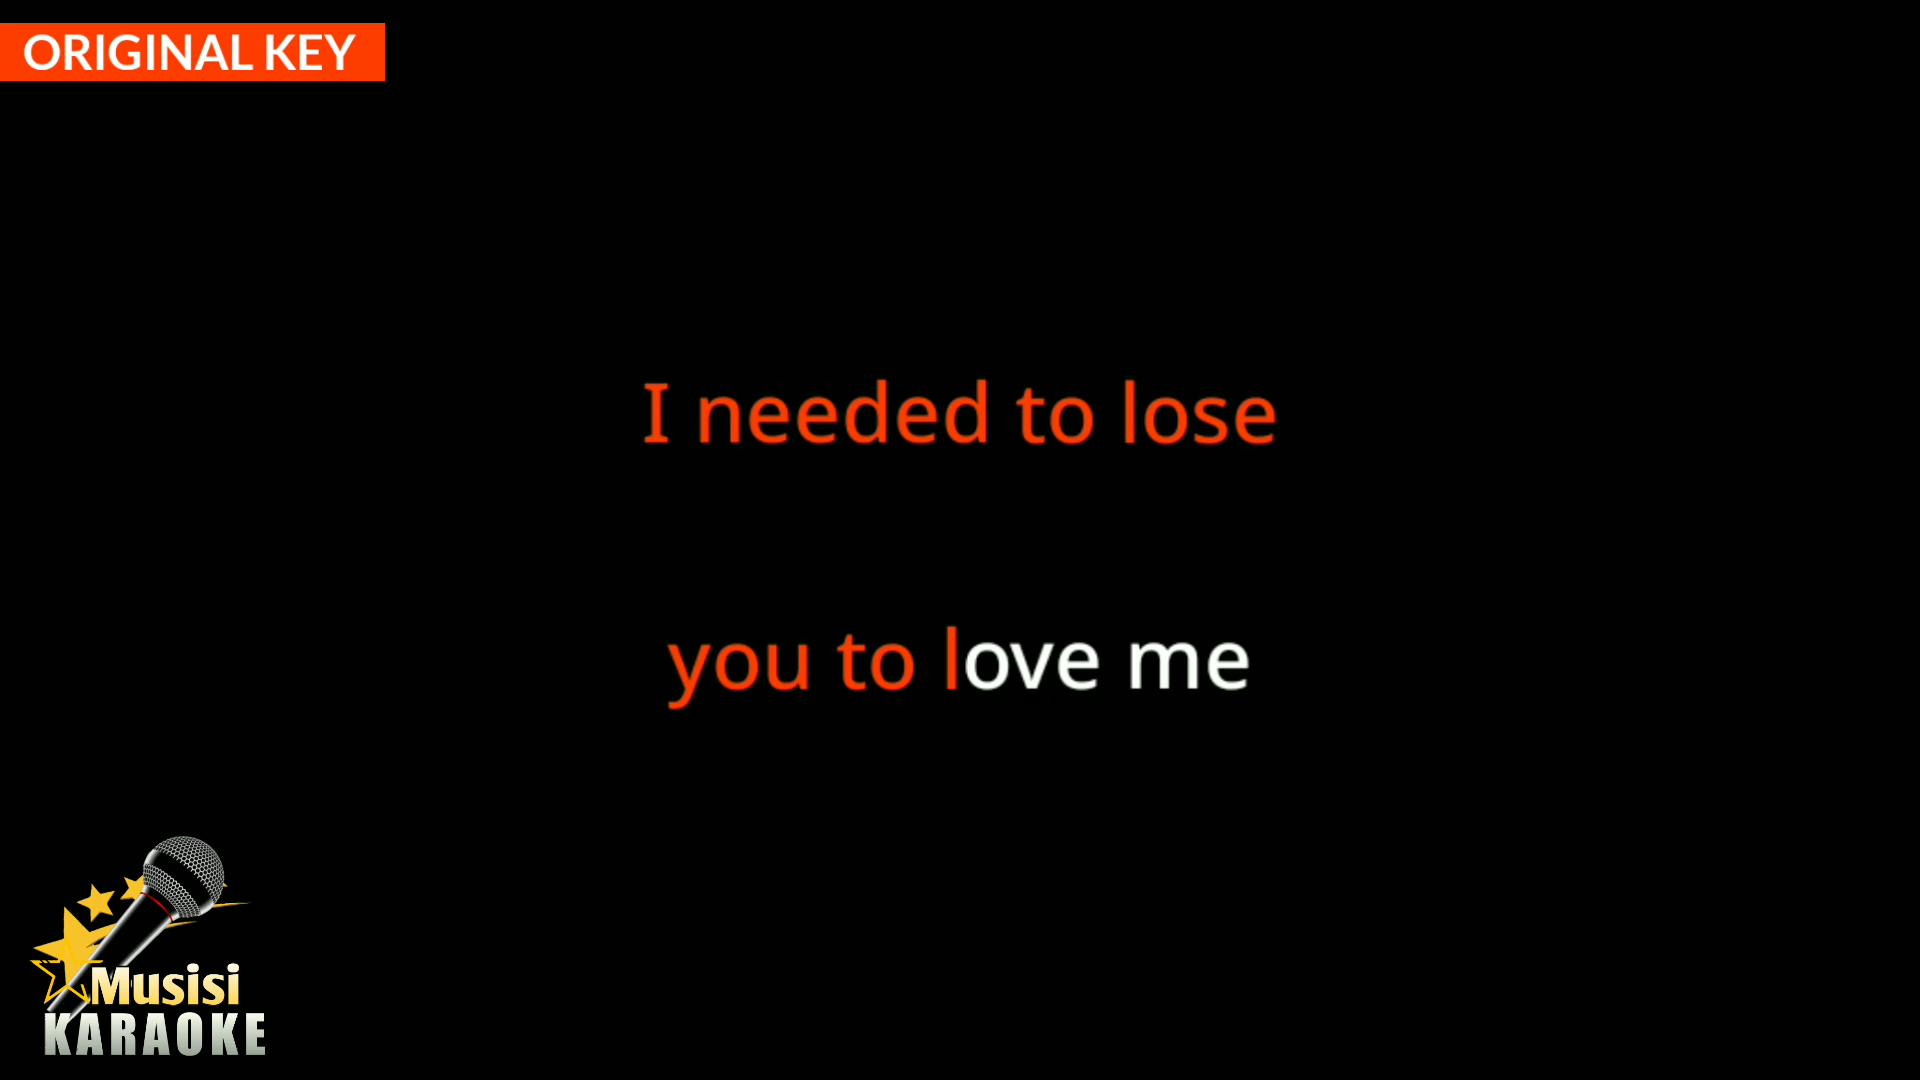 ORIGINAL KEY
I needed to lose
you to love me
Musisi
KARAOKE